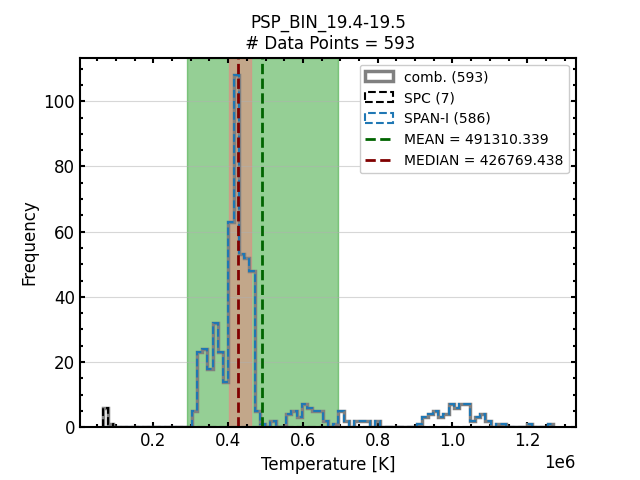 PSP_BIN_19.4-19.5
# Data Points = 593
comb. (593)
SPC (7)
SPAN-I (586)
MEAN = 491310.339
MEDIAN = 426769.438
Frequency
100
80
60
40
20
0
0.2 0.4 0.6 0.8 1.0 1.2
1e6
Temperature [K]